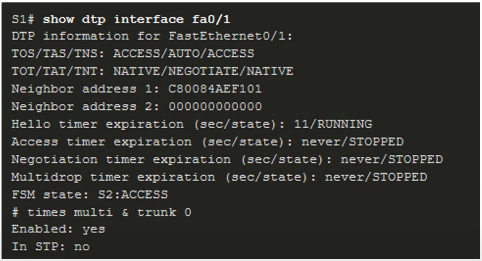 S1# show dtp interface fa0/1
DTP information for FastEthernet0/1:
TOS/TAS/TNS: ACCESS/AUTO/ACCESS
TOT/TAT/TNT: NATIVE/NEGOTIATE/NATIVE
Neighbor address 1: C80084AEF101
Neighbor address 2: 000000000000
Hello timer expiration (sec/state): 11/RUNNING
Access timer expiration (sec/state): never/STOPPED
Negotiation timer expiration (sec/state): never/STOPPED
Multidrop timer expiration (sec/state): never/STOPPED
FSM state: S2:ACCESS
# times multi & trunk 0
Enabled: yes
In STP: no